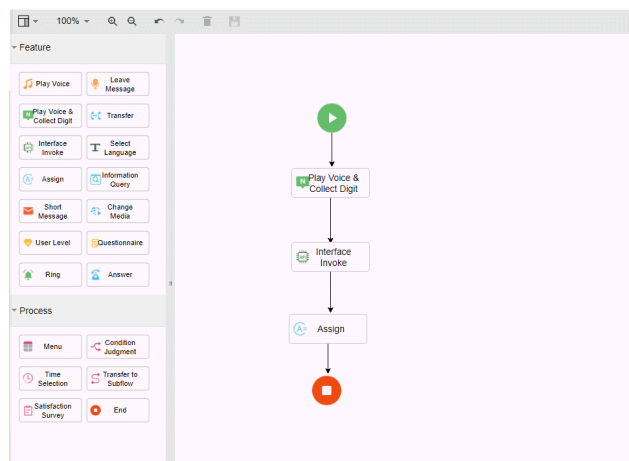 100%
Feature
Play Voice
Leave
Message
Play Voice &
Collect Digit
Transfer
Interface
Invoke
Select
Language
Assign
Information
Query
Short
Message
Change
Media
User Level
Questionnaire
Ring
Answer
Process
Menu
Condition
Judgment
Time
Selection
Transfer to
Subflow
Satisfaction
Survey
End
Play Voice &
Collect Digit
Interface
Invoke
Assign